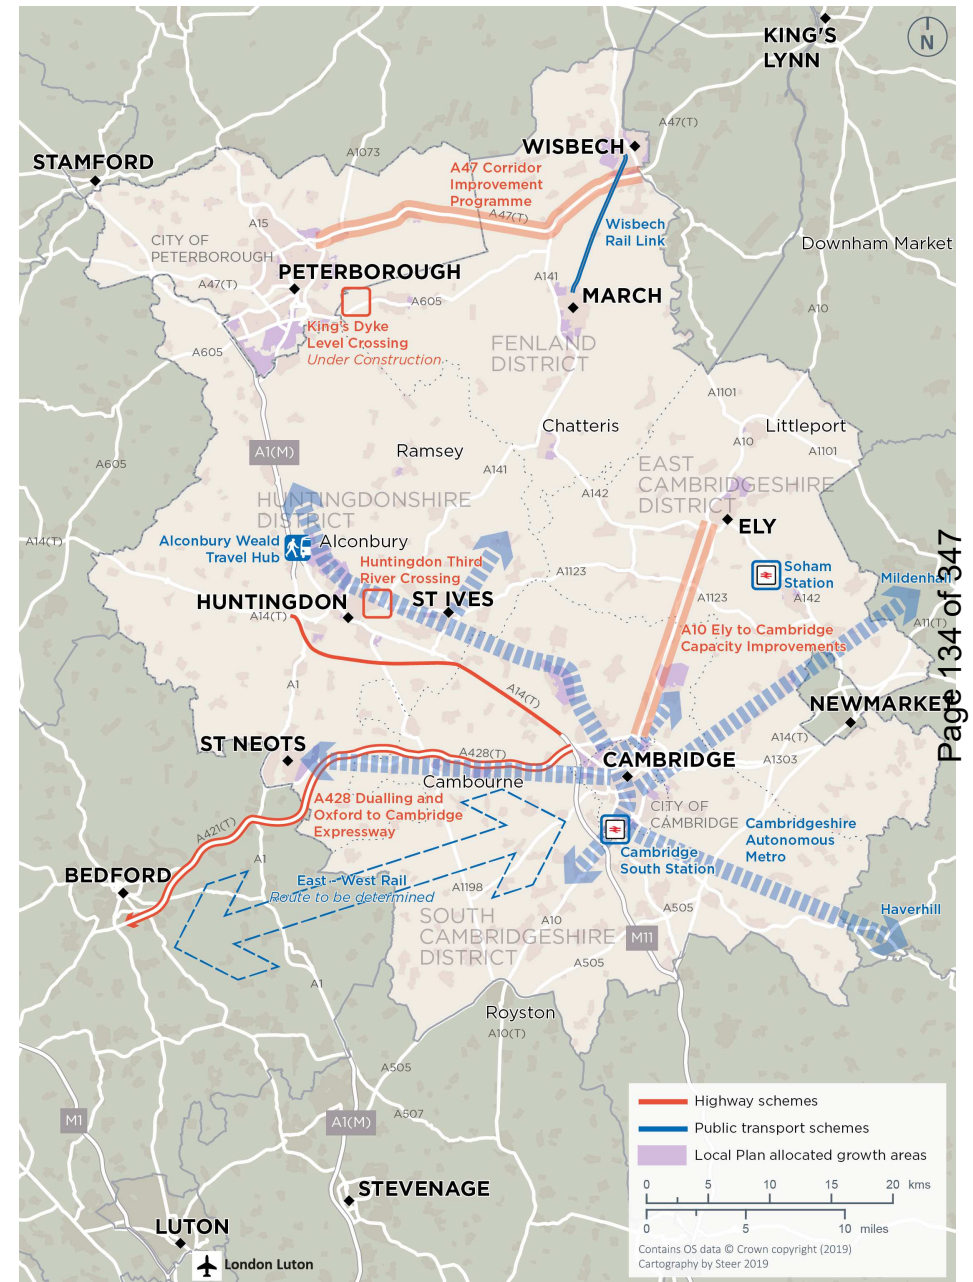 KING'S
LYNN
N
A47(T)
WISBECH
A1073
STAMFORD
A47 Corridor
Improvement
Programme
A47(T)
A15
Wisbech
Rail Link
CITY OF
PETERBOROUGH
Downham Market
PETERBOROUGH
A47(T)
A141
MARCH
A605
A10
King's Dyke
Level Crossing
Under Construction
FENLAND
DISTRICT
A605
A1101
Chatteris
Littleport
A10
A1101
A1(M)
Ramsey
A605
A141
EAST
CAMBRIDGESHIRE
DISTRICT
A142
HUNTINGDONSHIRE
DISTRICT
ELY
A14(T)
Alconbury Weald
Travel Hub
Alconbury
Huntingdon Third
River Crossing
A1123
Soham
Station
Mildenhall
HUNTINGDON
ST IVES
A1123
A142
A14(T)
A11(T)
A10 Ely to Cambridge
Capacity Improvements
A1
A14(T)
NEWMARKET
Page 134 of 347
ST NEOTS
A428(T)
A14(T)
A1303
CAMBRIDGE
Cambourne
A428 Dualling and
Oxford to Cambridge
Expressway
CITY OF
CAMBRIDGE
Cambridgeshire
Autonomous
Metro
A421(T)
A1
Cambridge
South Station
BEDFORD
East - West Rail
Route to be determined
A1198
A505
Haverhill
SOUTH
CAMBRIDGESHIRE
DISTRICT
A10
M11
A505
A1
Royston
A10(T)
A505
A507
M1
A1(M)
Highway schemes
Public transport schemes
Local Plan allocated growth areas
0 5 10 15 20 kms
0 5 10 miles
Contains OS data © Crown copyright (2019)
Cartography by Steer 2019
STEVENAGE
LUTON
London Luton